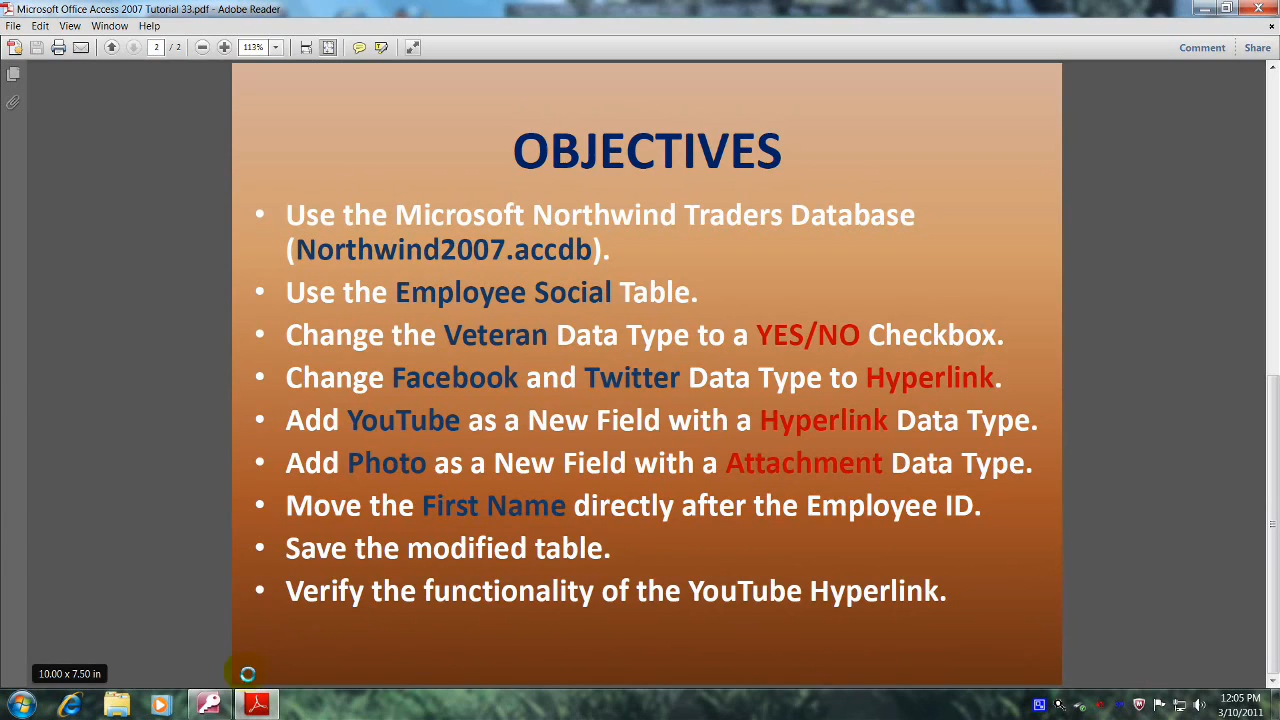 Microsoft Office Access 2007 Tutorial 33.pdf - Adobe Reader
File Edit View Window Help
2 / 2 113% Comment Share
OBJECTIVES
• Use the Microsoft Northwind Traders Database
(Northwind2007.accdb).
• Use the Employee Social Table.
• Change the Veteran Data Type to a YES/NO Checkbox.
• Change Facebook and Twitter Data Type to Hyperlink.
• Add YouTube as a New Field with a Hyperlink Data Type.
• Add Photo as a New Field with a Attachment Data Type.
• Move the First Name directly after the Employee ID.
• Save the modified table.
• Verify the functionality of the YouTube Hyperlink.
10.00 x 7.50 in
12:05 PM
3/10/2011